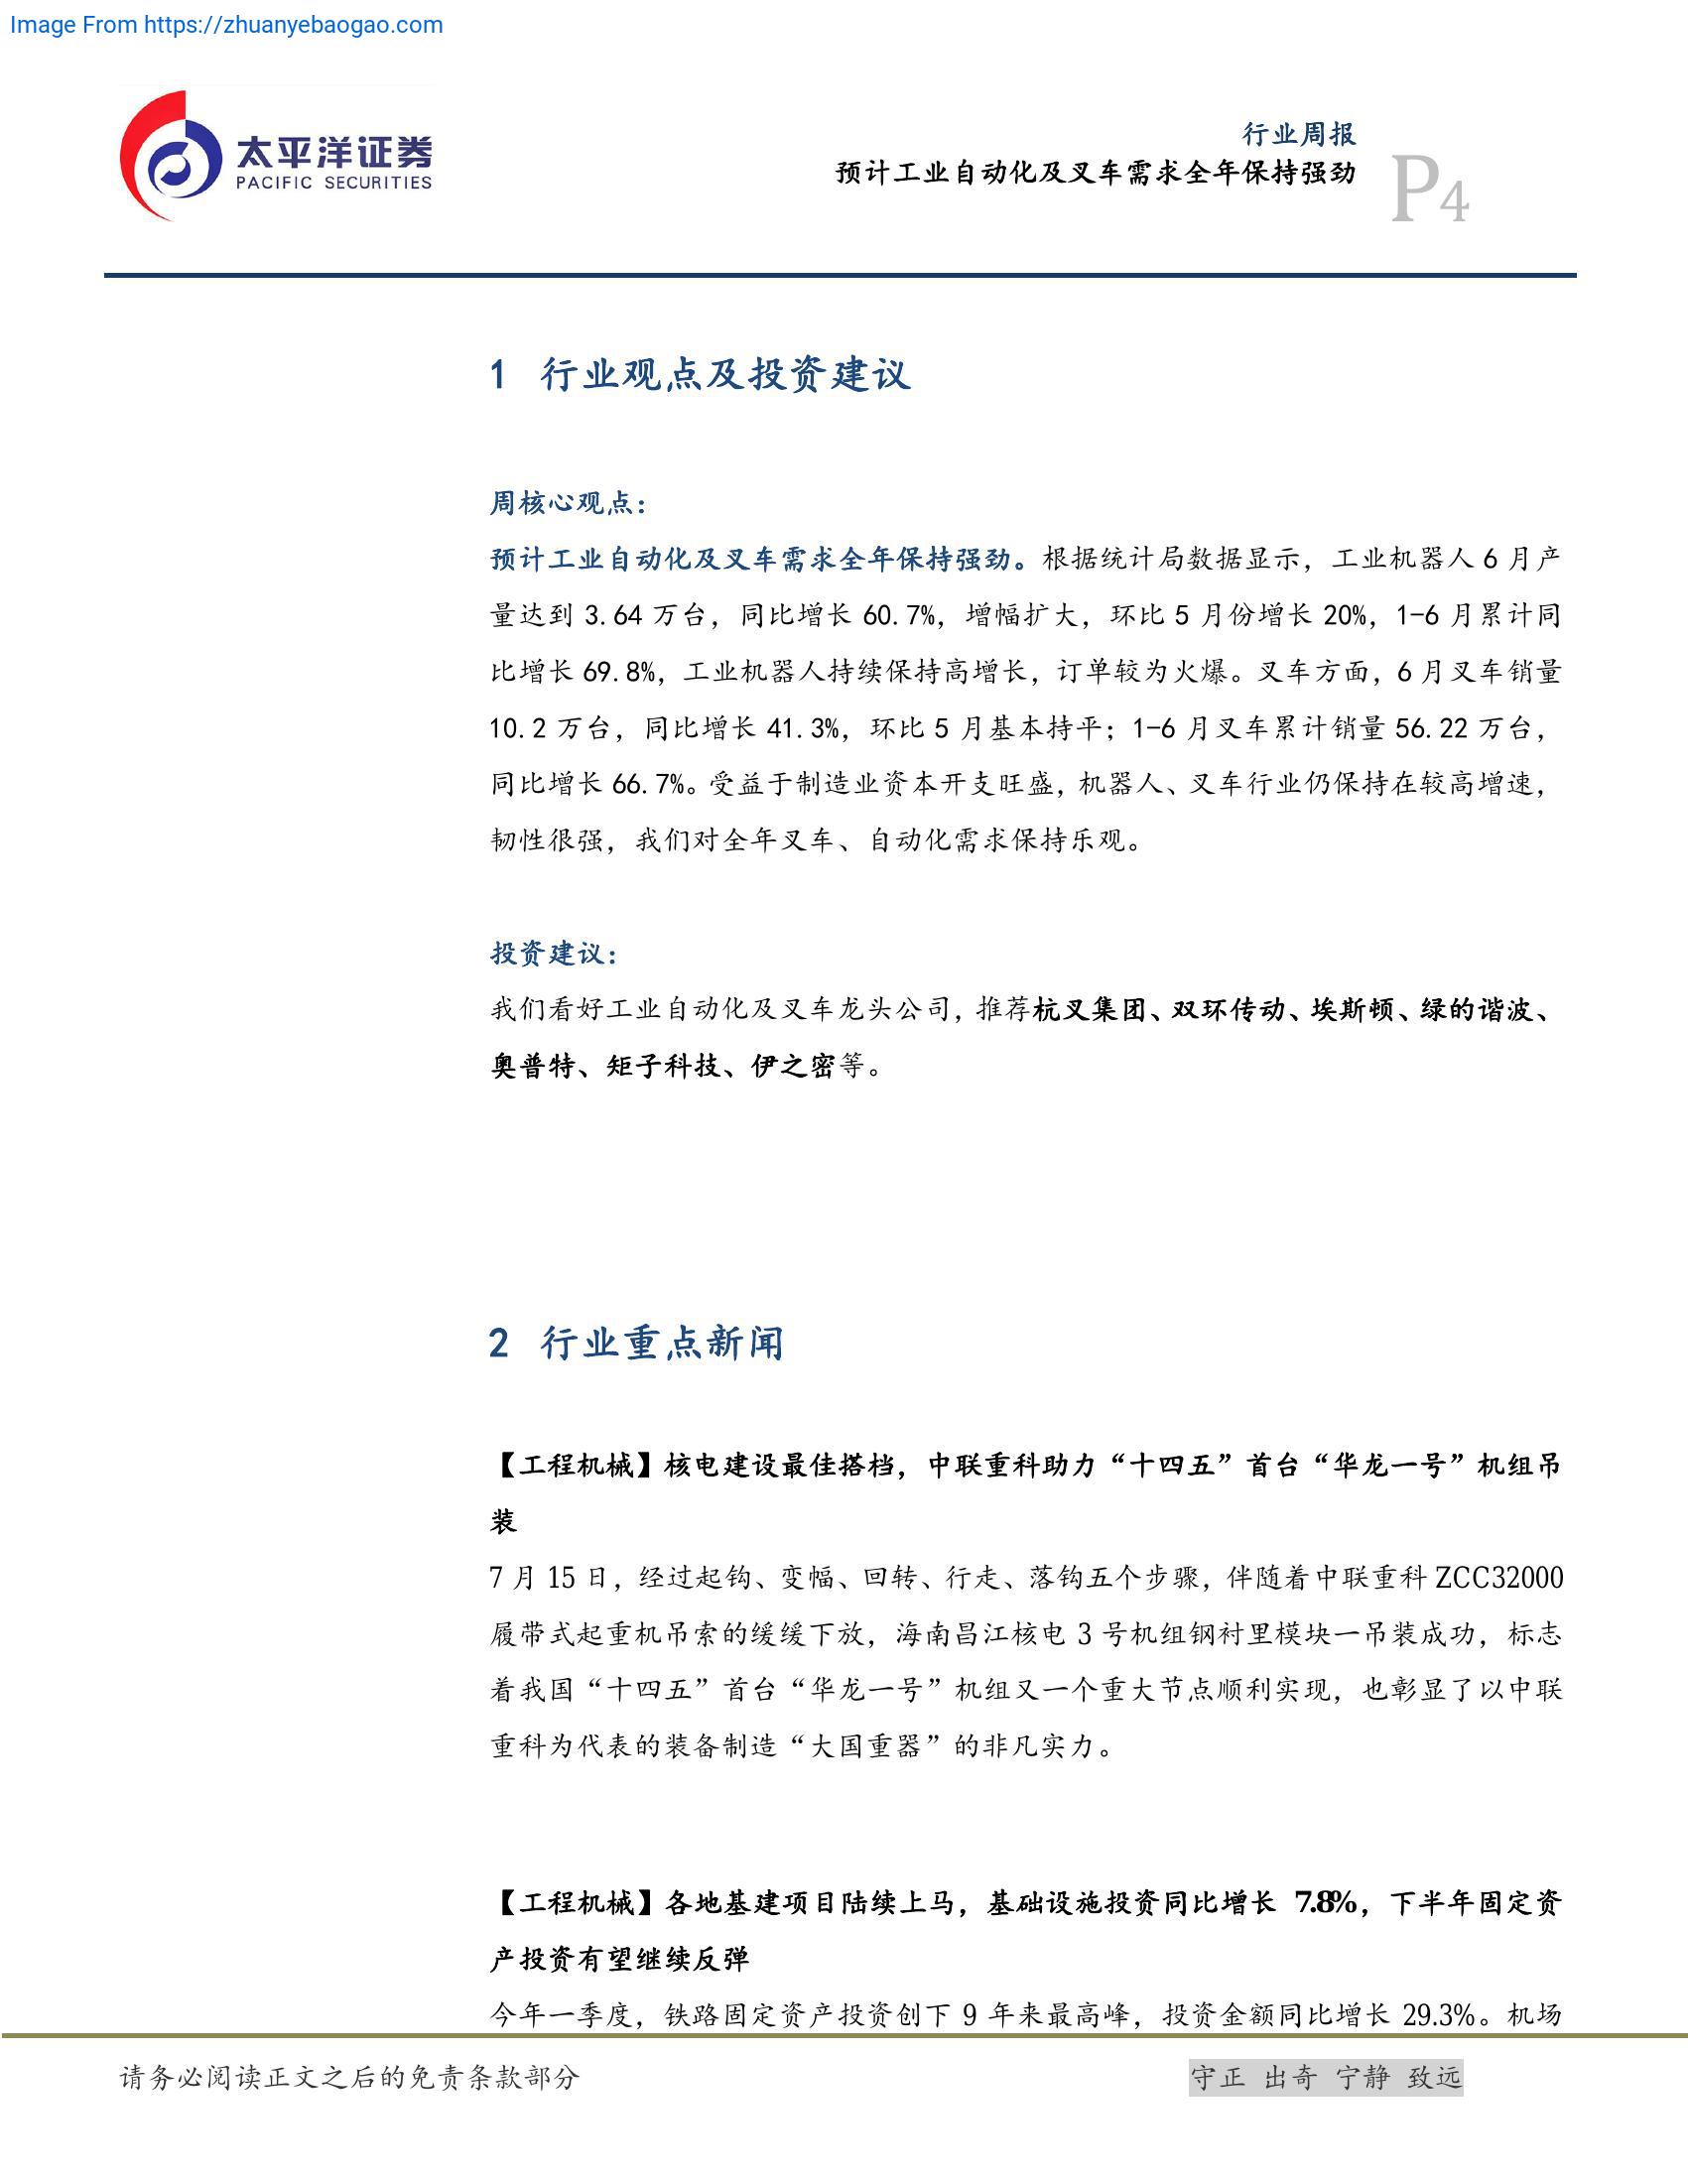 Image From https://zhuanyebaogao.com
太平洋证券
PACIFIC SECURITIES
行业周报
预计工业自动化及叉车需求全年保持强劲
P4
1 行业观点及投资建议
周核心观点：
预计工业自动化及叉车需求全年保持强劲。根据统计局数据显示，工业机器人 6 月产
量达到 3.64 万台，同比增长 60.7%，增幅扩大，环比 5 月份增长 20%，1-6 月累计同
比增长 69.8%，工业机器人持续保持高增长，订单较为火爆。叉车方面，6 月叉车销量
10.2 万台，同比增长 41.3%，环比 5 月基本持平；1-6 月叉车累计销量 56.22 万台，
同比增长 66.7%。受益于制造业资本开支旺盛，机器人、叉车行业仍保持在较高增速，
韧性很强，我们对全年叉车、自动化需求保持乐观。
投资建议：
我们看好工业自动化及叉车龙头公司，推荐杭叉集团、双环传动、埃斯顿、绿的谐波、
奥普特、矩子科技、伊之密等。
2 行业重点新闻
【工程机械】核电建设最佳搭档，中联重科助力“十四五”首台“华龙一号”机组吊
装
7 月 15 日，经过起钩、变幅、回转、行走、落钩五个步骤，伴随着中联重科 ZCC32000
履带式起重机吊索的缓缓下放，海南昌江核电 3 号机组钢衬里模块一吊装成功，标志
着我国“十四五”首台“华龙一号”机组又一个重大节点顺利实现，也彰显了以中联
重科为代表的装备制造“大国重器”的非凡实力。
【工程机械】各地基建项目陆续上马，基础设施投资同比增长 7.8%，下半年固定资
产投资有望继续反弹
今年一季度，铁路固定资产投资创下 9 年来最高峰，投资金额同比增长 29.3%。机场
请务必阅读正文之后的免责条款部分
守正 出奇 宁静 致远